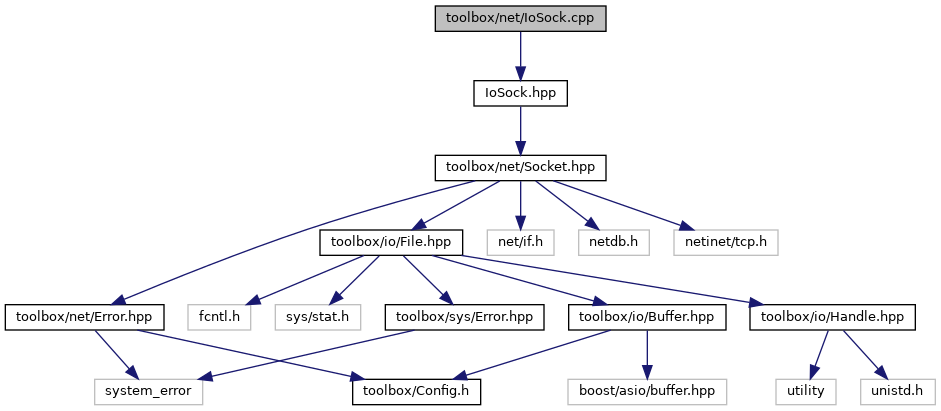 toolbox/net/IoSock.cpp
IoSock.hpp
toolbox/net/Socket.hpp
toolbox/io/File.hpp
net/if.h
netdb.h
netinet/tcp.h
toolbox/net/Error.hpp
fcntl.h
sys/stat.h
toolbox/sys/Error.hpp
toolbox/io/Buffer.hpp
toolbox/io/Handle.hpp
system_error
toolbox/Config.h
boost/asio/buffer.hpp
utility
unistd.h